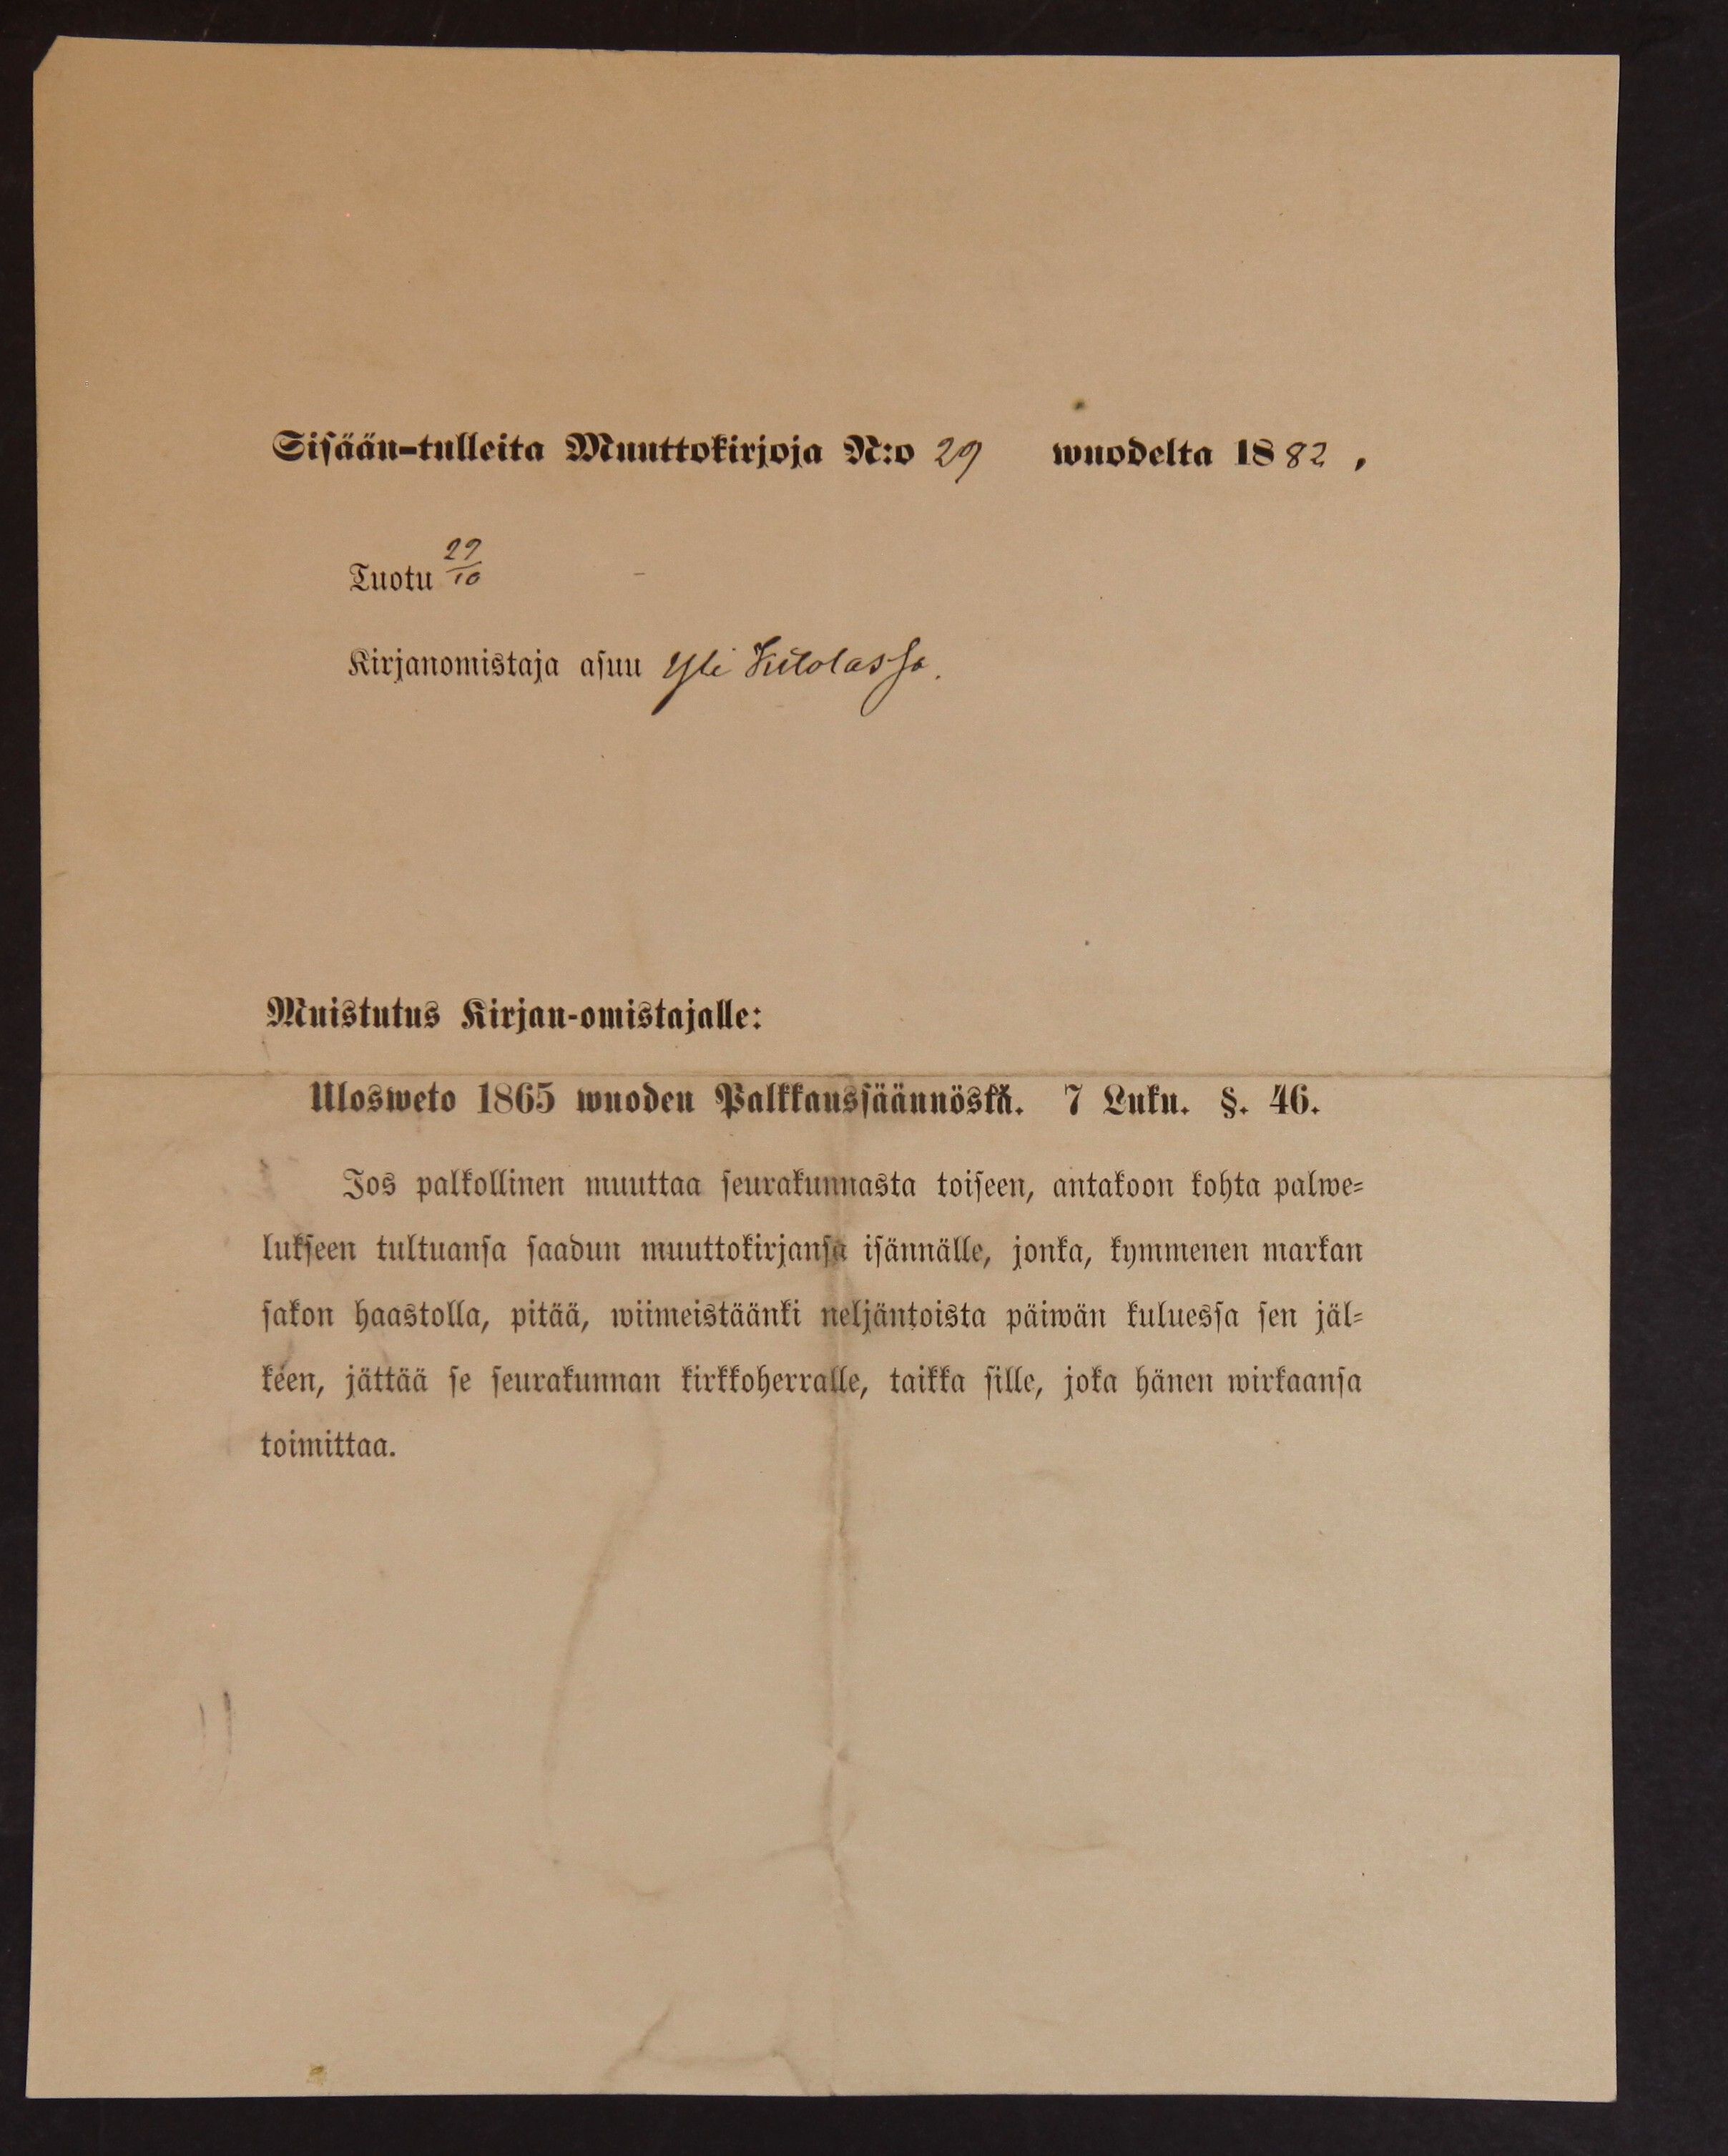 Sisään-tulleita Muuttokirjoja N:o 29 wuodelta 1882,
Tuotu 29/10
Kirjanomistaja asuu Yli
Muistutus Kirjan-omistajalle:
Ulosweto 1865 wuoden Palkkaussäännöskä. 7 Luku. §. 46.
Jos palkollinen muuttaa seurakunnasta toiseen, antakoon kohta palwe=
lukseen tultuansa saadun muuttokirjansa isännälle, jonka, kymmenen markan
sakon haastolla, pitää, wiimeistäänki neljäntoista päiwän kuluessa sen jäl=
keen, jättää se seurakunnan kirkkoherralle, taikka sille, joka hänen wirkaansa
toimittaa.